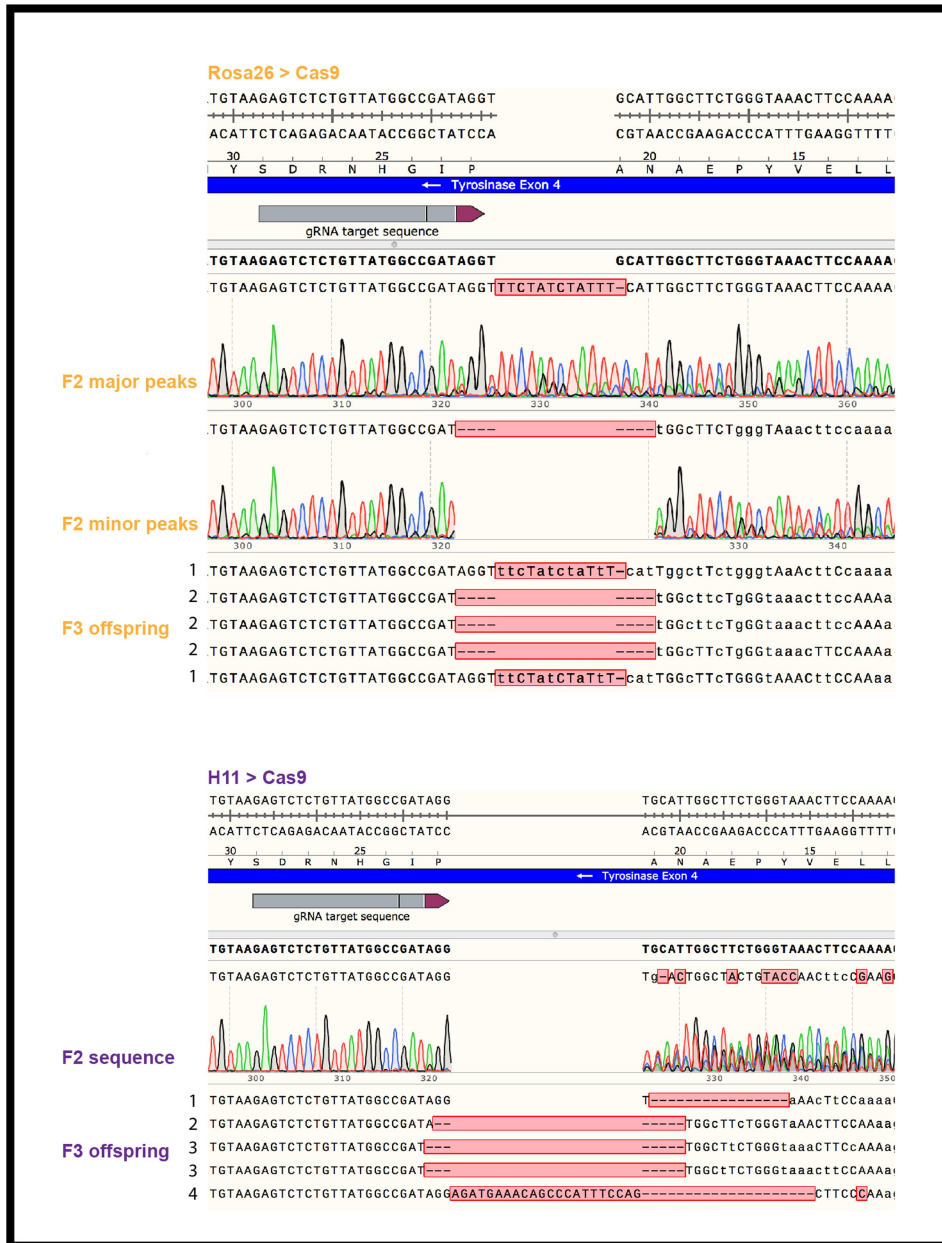 Rosa26 > Cas9
.TGTAAGAGTCTCTGTTATGGCCGATAGGT GCATTGGCTTCTGGGTAAACTTCCAAAA
ACATTCTCAGAGACAATACCGGCTATCCA CGTAACCGAAGACCCATTTGAAGGTTTT
30 25 20 15
Y S D R N H G I P A N A E P Y V E L L
← Tyrosinase Exon 4
gRNA target sequence
.TGTAAGAGTCTCTGTTATGGCCGATAGGT GCATTGGCTTCTGGGTAAACTTCCAAAA
.TGTAAGAGTCTCTGTTATGGCCGATAGGTTTCTATCTATTT-CATTGGCTTCTGGGTAAACTTCCAAAA
F2 major peaks
300 310 320 330 340 350 360
.TGTAAGAGTCTCTGTTATGGCCGAT---- ----tGGcTTCTgggTAaacttccaaaa
F2 minor peaks
300 310 320 330 340
1 .TGTAAGAGTCTCTGTTATGGCCGATAGGTttcTatctaTtT-catTggctTctgggtAaActtCcaaaa
2 .TGTAAGAGTCTCTGTTATGGCCGAT---- ----tGgcttcTgGGtaaacttccAAAa
F3 offspring
2 .TGTAAGAGTCTCTGTTATGGCCGAT---- ----tGGcttcTGGGtaaacttccAAAa
2 .TGTAAGAGTCTCTGTTATGGCCGAT---- ----tGGcTTcTGGGtaaacTTCCAAAa
1 .TGTAAGAGTCTCTGTTATGGCCGATAGGTttCTatCTaTtT-catTGGcTTcTGGGtAAActtCCAAaa
H11 > Cas9
TGTAAGAGTCTCTGTTATGGCCGATAGG TGCATTGGCTTCTGGGTAAACTTCCAAAA
ACATTCTCAGAGACAATACCGGCTATCC ACGTAACCGAAGACCCATTTGAAGGTTTT
30 25 20 15
Y S D R N H G I P A N A E P Y V E L L
← Tyrosinase Exon 4
gRNA target sequence
TGTAAGAGTCTCTGTTATGGCCGATAGG TGCATTGGCTTCTGGGTAAACTTCCAAAA
TGTAAGAGTCTCTGTTATGGCCGATAGG Tg-ACTGGCTACTGTACCAACttcCGAAG
F2 sequence
300 310 320 330 340 350
1 TGTAAGAGTCTCTGTTATGGCCGATAGG T----------------aAAcTtCCaaaa
2 TGTAAGAGTCTCTGTTATGGCCGATA-- -----TGGcTTcTGGGTaAACTTCCAAaa
F3 offspring
3 TGTAAGAGTCTCTGTTATGGCCGAT--- -----TGGCTtCTGGGTaaaCTTCcAAAa
3 TGTAAGAGTCTCTGTTATGGCCGAT--- -----TGGCtTCTGGGTaaacttCCAAAa
4 TGTAAGAGTCTCTGTTATGGCCGATAGGAGATGAAACAGCCCATTTCCAG--------------------CTTCCCAAa